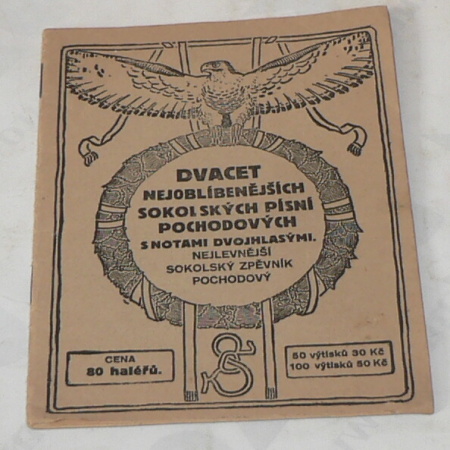 DVACET
NEJOBLÍBENĚJŠÍCH
SOKOLSKÝCH PÍSNÍ
POCHODOVÝCH
S NOTAMI DVOJHLASÝMI.
NEJLEVNĚJŠÍ
SOKOLSKÝ ZPĚVNÍK
POCHODOVÝ
CENA
80 haléřů.
50 výtisků 30 Kč
100 výtisků 50 Kč